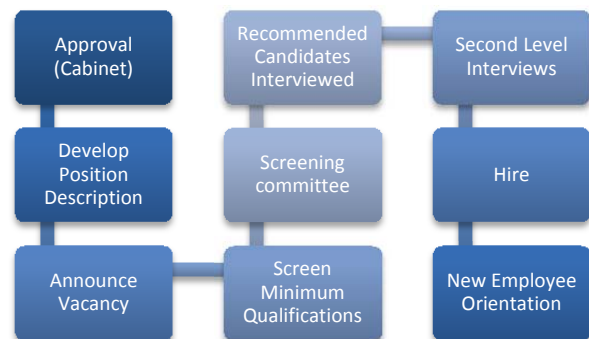 Approval
(Cabinet)
Develop
Position
Description
Announce
Vacancy
Screen
Minimum
Qualifications
Screening
committee
Recommended
Candidates
Interviewed
Second Level
Interviews
Hire
New Employee
Orientation